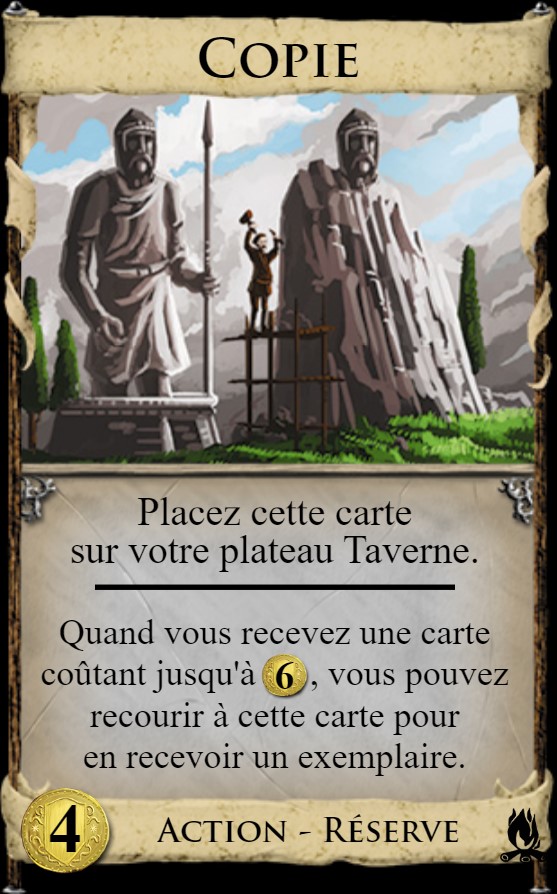 COPIE
Placez cette carte
sur votre plateau Taverne.
Quand vous recevez une carte
coûtant jusqu'à 6, vous pouvez
recourir à cette carte pour
en recevoir un exemplaire.
4 ACTION - RÉSERVE